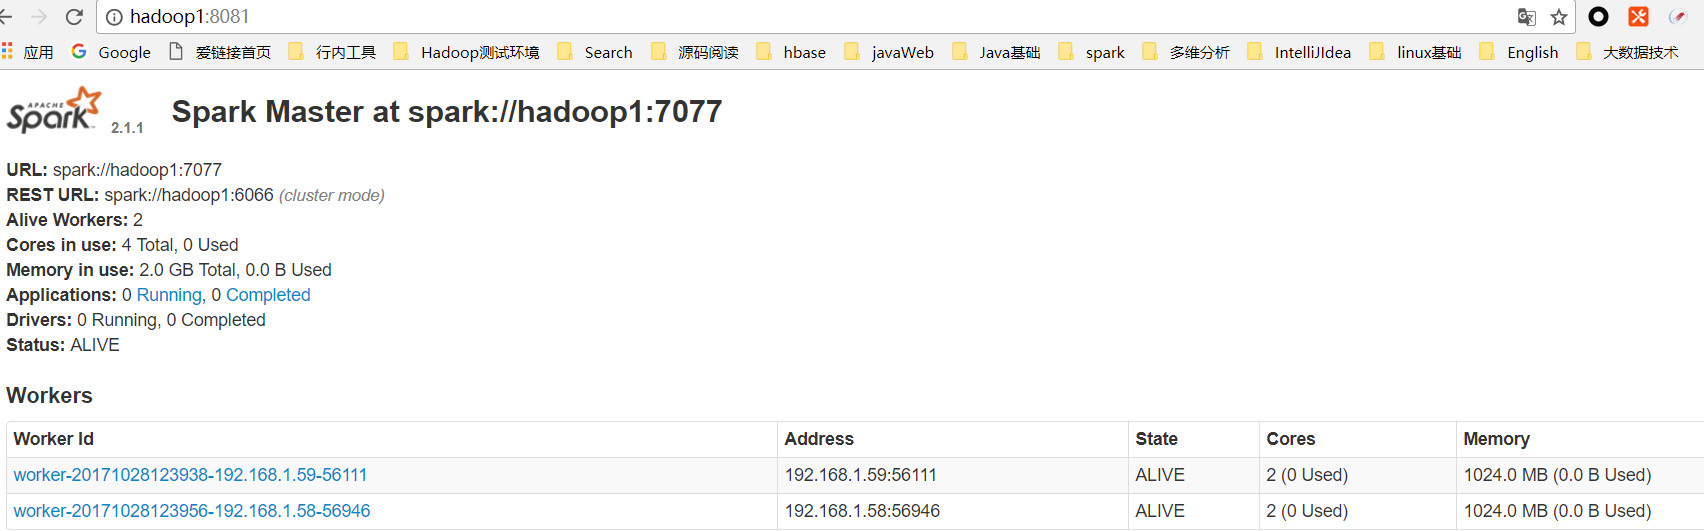 hadoop1:8081
应用 Google 爱链接首页 行内工具 Hadoop测试环境 Search 源码阅读 hbase javaWeb Java基础 spark 多维分析 IntelliJIdea linux基础 English 大数据技术
APACHE Spark 2.1.1 Spark Master at spark://hadoop1:7077
URL: spark://hadoop1:7077
REST URL: spark://hadoop1:6066 (cluster mode)
Alive Workers: 2
Cores in use: 4 Total, 0 Used
Memory in use: 2.0 GB Total, 0.0 B Used
Applications: 0 Running, 0 Completed
Drivers: 0 Running, 0 Completed
Status: ALIVE
Workers
Worker Id Address State Cores Memory
worker-20171028123938-192.168.1.59-56111 192.168.1.59:56111 ALIVE 2 (0 Used) 1024.0 MB (0.0 B Used)
worker-20171028123956-192.168.1.58-56946 192.168.1.58:56946 ALIVE 2 (0 Used) 1024.0 MB (0.0 B Used)